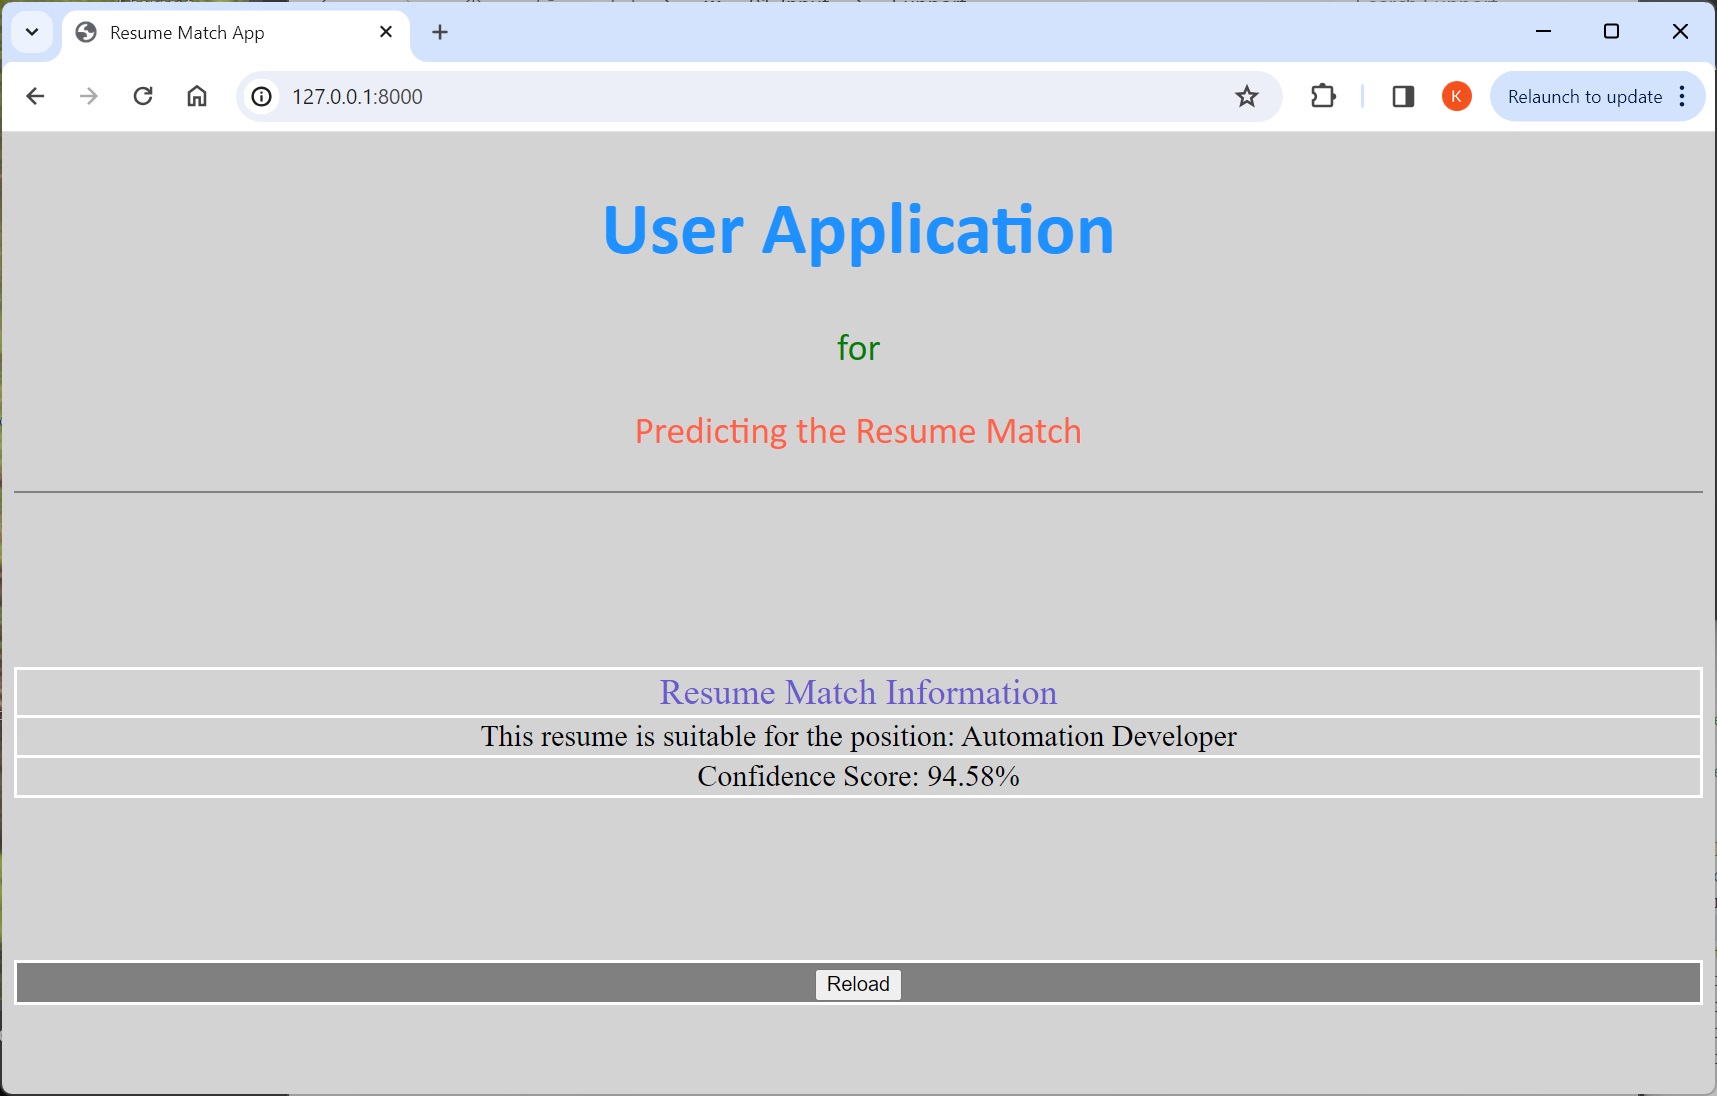 Resume Match App
127.0.0.1:8000
K
Relaunch to update
User Application
for
Predicting the Resume Match
Resume Match Information
This resume is suitable for the position: Automation Developer
Confidence Score: 94.58%
Reload